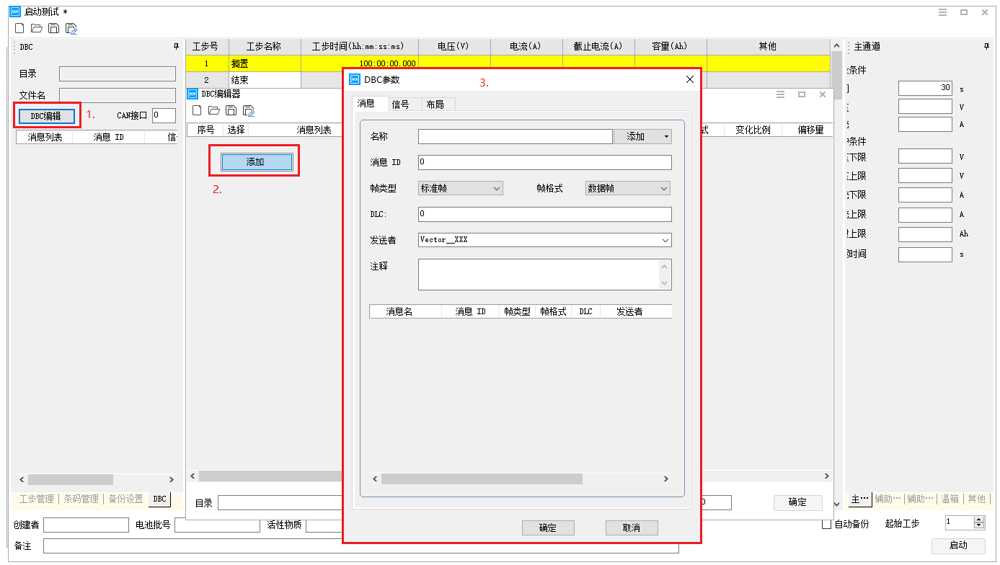 启动测试 *
DBC
目录
文件名
DBC编辑
1.
CAN接口 0
消息列表 消息 ID
工步管理 条码管理 备份设置 DBC
工步号 工步名称 工步时间(hh:mm:ss:ms) 电压(V) 电流(A) 截止电流(A) 容量(Ah) 其他
1 搁置 100:00:00.000
2 结束
DBC编辑器
序号 选择 消息列表 变化比例 偏移量
添加
2.
目录
确定
DBC参数
3.
消息 信号 布局
名称 添加
消息 ID 0
帧类型 标准帧 帧格式 数据帧
DLC: 0
发送者 Vector__XXX
注释
消息名 消息 ID 帧类型 帧格式 DLC 发送者
确定 取消
主通道
条件
30 s
V
A
条件
下限 V
上限 V
下限 A
上限 A
上限 Ah
时间 s
主… 辅助… 辅助… 温箱 其他
创建者 电池批号 活性物质
自动备份 起始工步 1
备注
启动